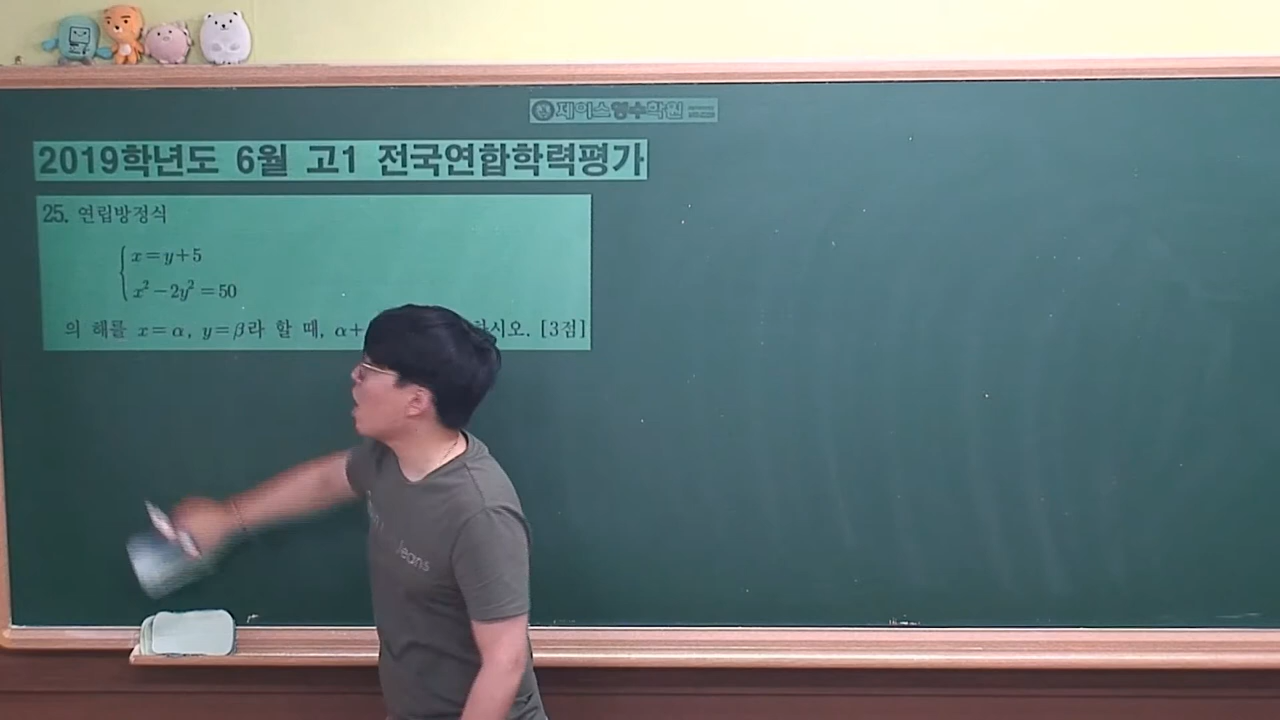 제이스영수학원
2019학년도 6월 고1 전국연합학력평가
25. 연립방정식
x=y+5
x²-2y²=50
의 해를 x=α, y=β라 할 때, α+ 하시오. [3점]
eans